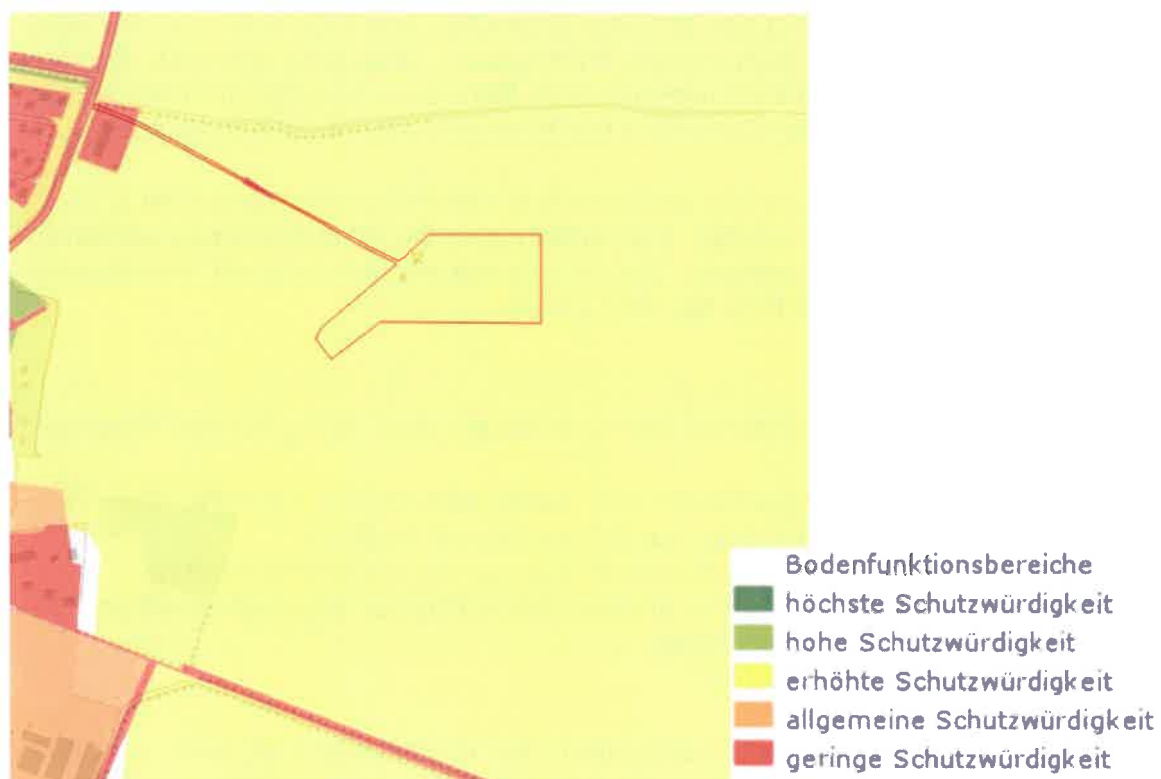 Bodenfunktionsbereiche
höchste Schutzwürdigkeit
hohe Schutzwürdigkeit
erhöhte Schutzwürdigkeit
allgemeine Schutzwürdigkeit
geringe Schutzwürdigkeit